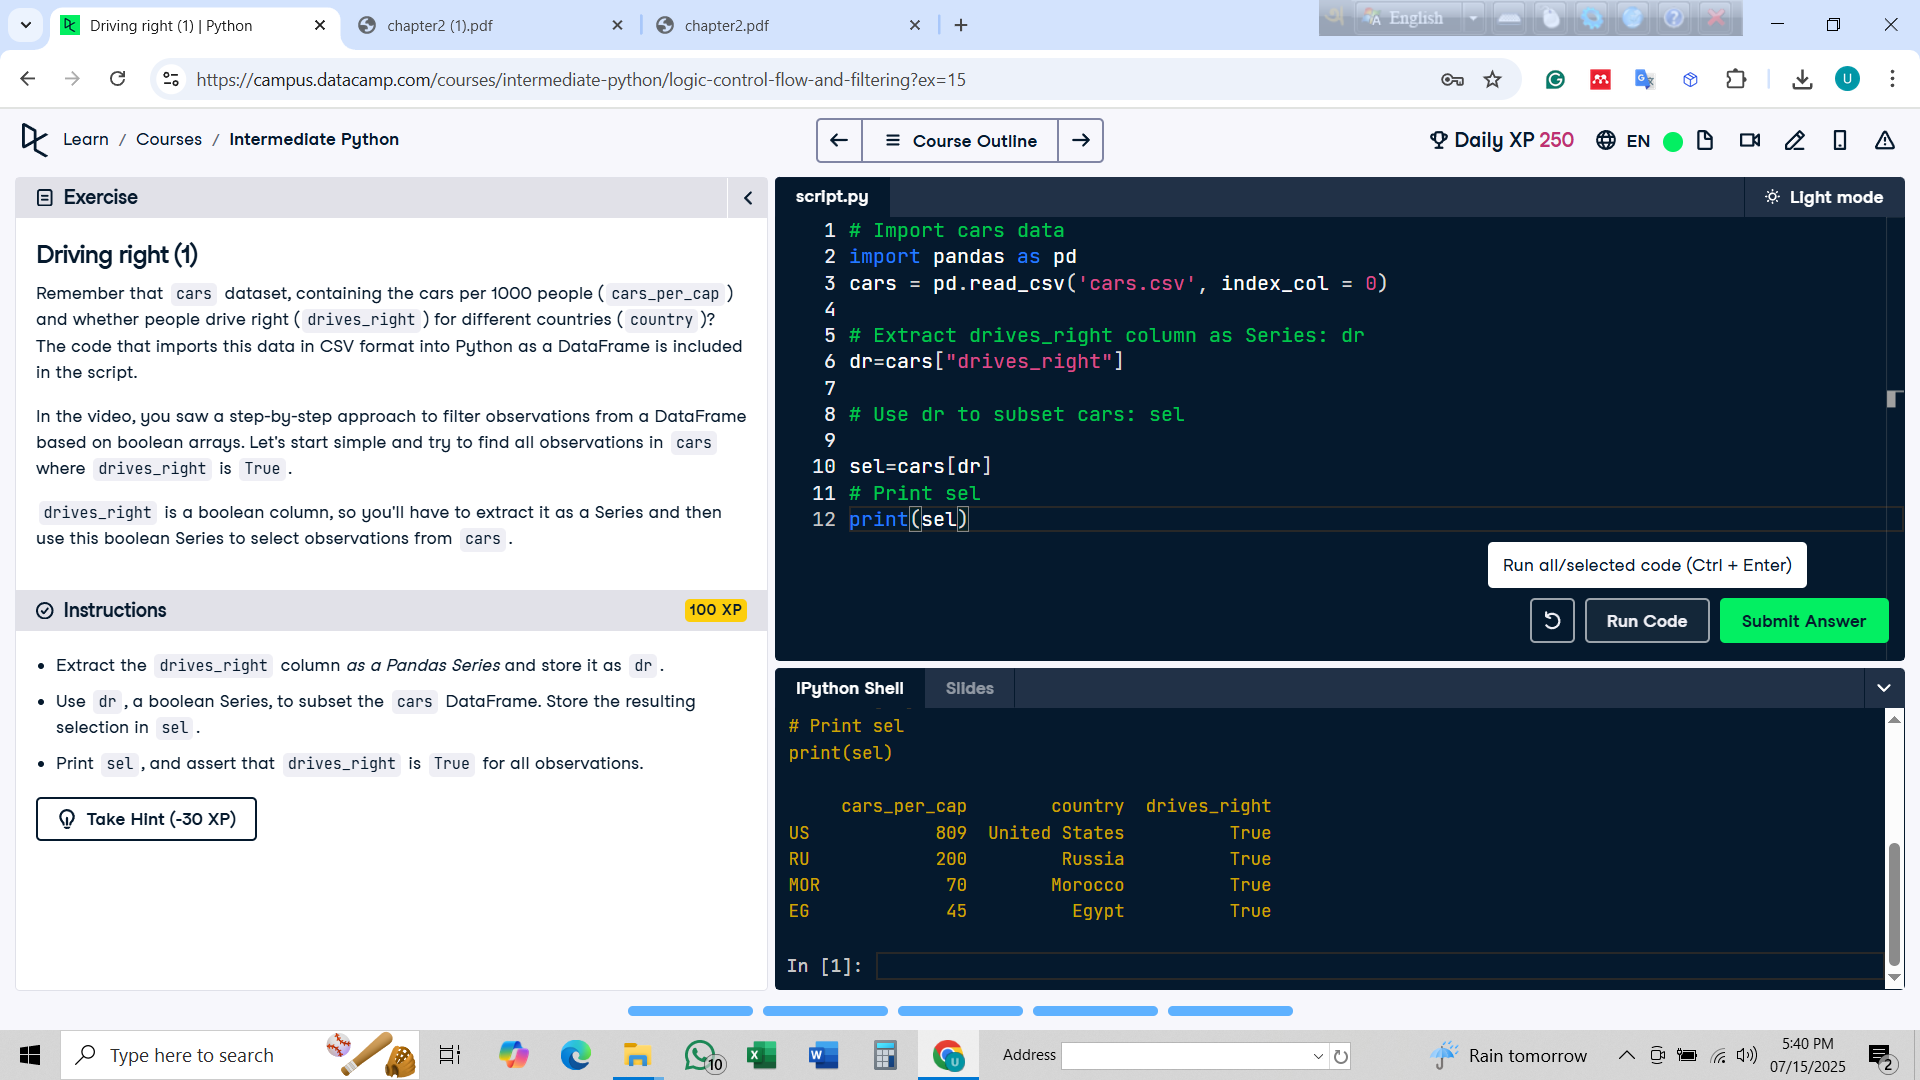 Driving right (1) | Python
chapter2 (1).pdf
chapter2.pdf
English
https://campus.datacamp.com/courses/intermediate-python/logic-control-flow-and-filtering?ex=15
U
Learn / Courses / Intermediate Python
Course Outline
Daily XP 250
EN
Exercise
Driving right (1)
Remember that cars dataset, containing the cars per 1000 people ( cars_per_cap )
and whether people drive right ( drives_right ) for different countries ( country )?
The code that imports this data in CSV format into Python as a DataFrame is included
in the script.
In the video, you saw a step-by-step approach to filter observations from a DataFrame
based on boolean arrays. Let's start simple and try to find all observations in cars
where drives_right is True .
drives_right is a boolean column, so you'll have to extract it as a Series and then
use this boolean Series to select observations from cars .
Instructions
100 XP
• Extract the drives_right column as a Pandas Series and store it as dr .
• Use dr , a boolean Series, to subset the cars DataFrame. Store the resulting
selection in sel .
• Print sel , and assert that drives_right is True for all observations.
Take Hint (-30 XP)
script.py
Light mode
1 # Import cars data
2 import pandas as pd
3 cars = pd.read_csv('cars.csv', index_col = 0)
4
5 # Extract drives_right column as Series: dr
6 dr=cars["drives_right"]
7
8 # Use dr to subset cars: sel
9
10 sel=cars[dr]
11 # Print sel
12 print(sel)
Run all/selected code (Ctrl + Enter)
Run Code
Submit Answer
IPython Shell
Slides
# Print sel
print(sel)
cars_per_cap country drives_right
US 809 United States True
RU 200 Russia True
MOR 70 Morocco True
EG 45 Egypt True
In [1]:
Type here to search
10
U
Address
Rain tomorrow
5:40 PM
07/15/2025
2